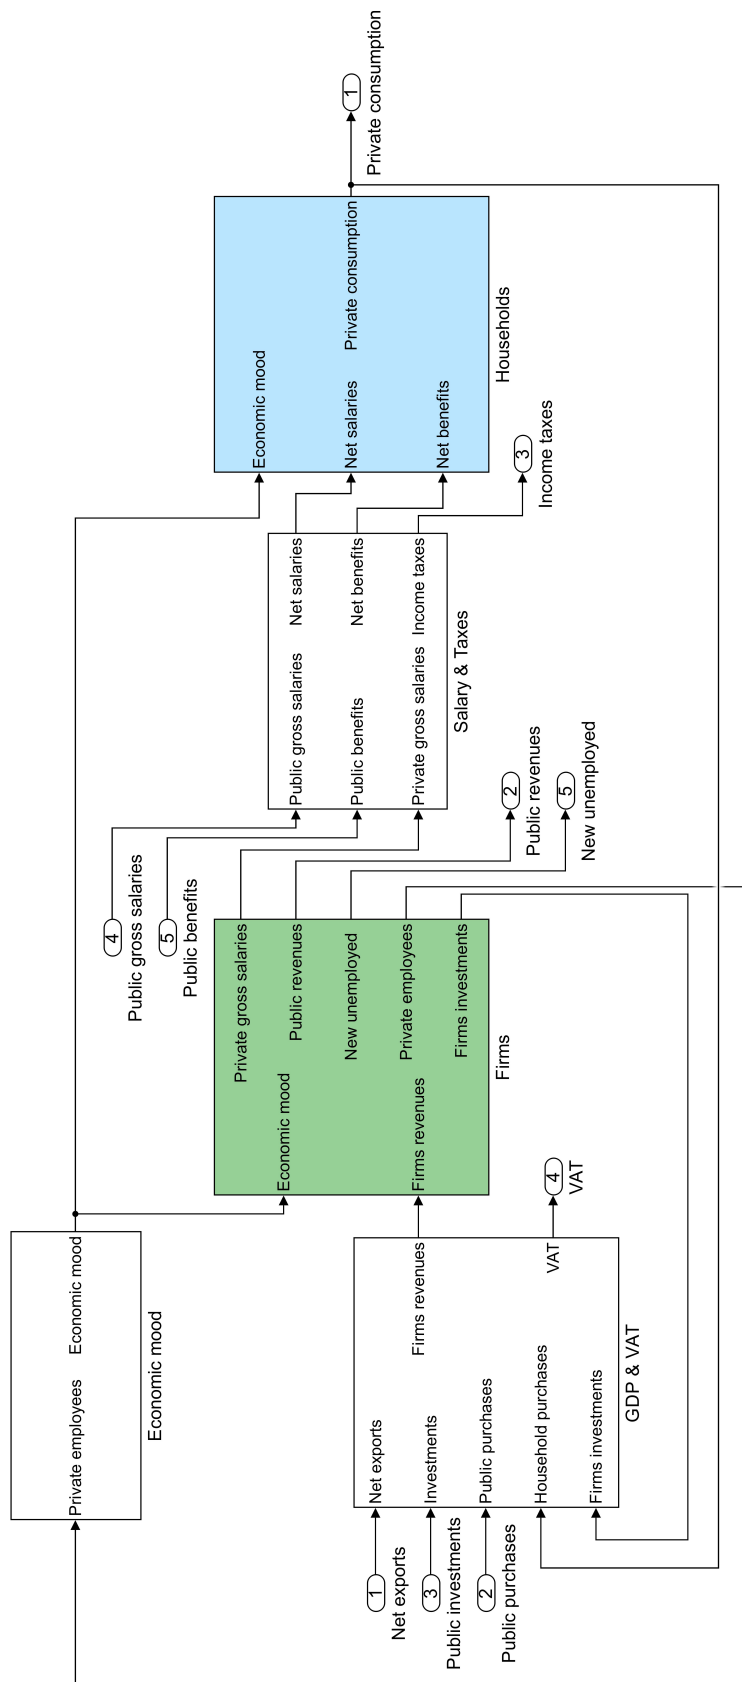 Private employees
Economic mood
Economic mood
1
Net exports
3
Public investments
2
Public purchases
Net exports
Investments
Public purchases
Household purchases
Firms investments
Firms revenues
VAT
GDP & VAT
4
VAT
Economic mood
Firms revenues
Private gross salaries
Public revenues
New unemployed
Private employees
Firms investments
Firms
4
Public gross salaries
5
Public benefits
2
Public revenues
5
New unemployed
Public gross salaries
Public benefits
Private gross salaries
Net salaries
Net benefits
Income taxes
Salary & Taxes
3
Income taxes
Economic mood
Net salaries
Net benefits
Private consumption
Households
1
Private consumption